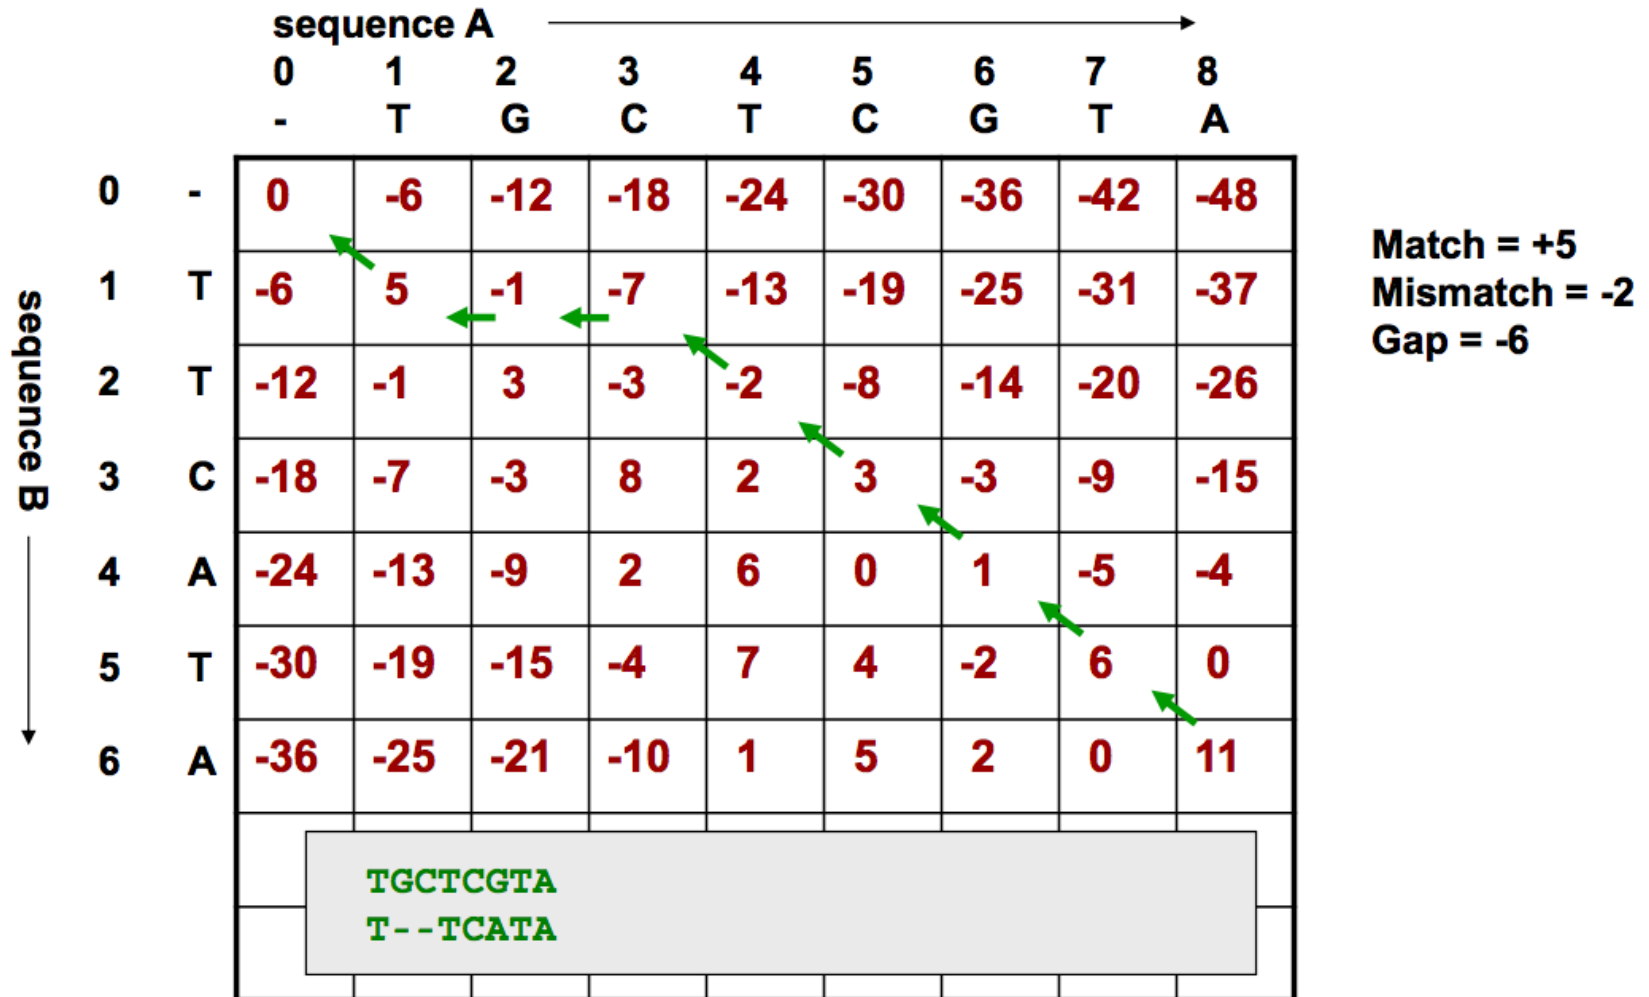 sequence A
0 1 2 3 4 5 6 7 8
- T G C T C G T A
0 - 0 -6 -12 -18 -24 -30 -36 -42 -48
1 T -6 5 -1 -7 -13 -19 -25 -31 -37
2 T -12 -1 3 -3 -2 -8 -14 -20 -26
3 C -18 -7 -3 8 2 3 -3 -9 -15
4 A -24 -13 -9 2 6 0 1 -5 -4
5 T -30 -19 -15 -4 7 4 -2 6 0
6 A -36 -25 -21 -10 1 5 2 0 11
sequence B
Match = +5
Mismatch = -2
Gap = -6
TGCTCGTA
T--TCATA